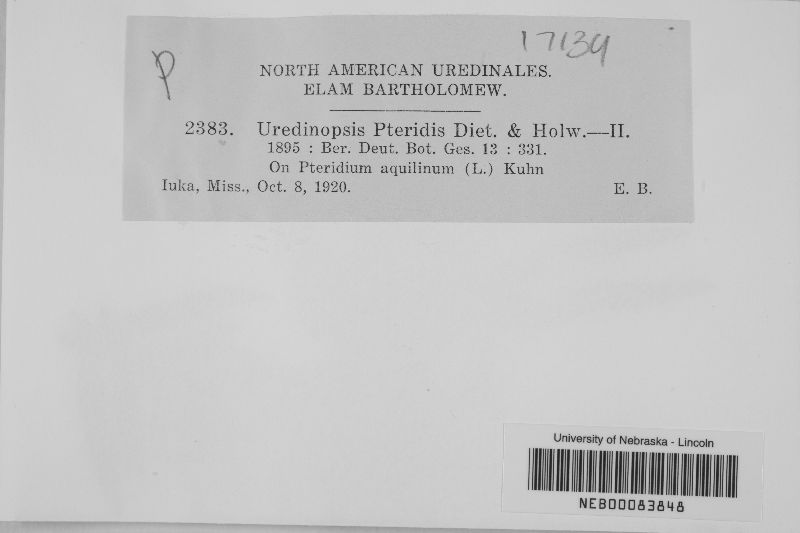 17134
P
NORTH AMERICAN UREDINALES.
ELAM BARTHOLOMEW.
2383. Uredinopsis Pteridis Diet. & Holw.—II.
1895 : Ber. Deut. Bot. Ges. 13 : 331.
On Pteridium aquilinum (L.) Kuhn
Iuka, Miss., Oct. 8, 1920. E. B.
University of Nebraska - Lincoln
NEB00083848